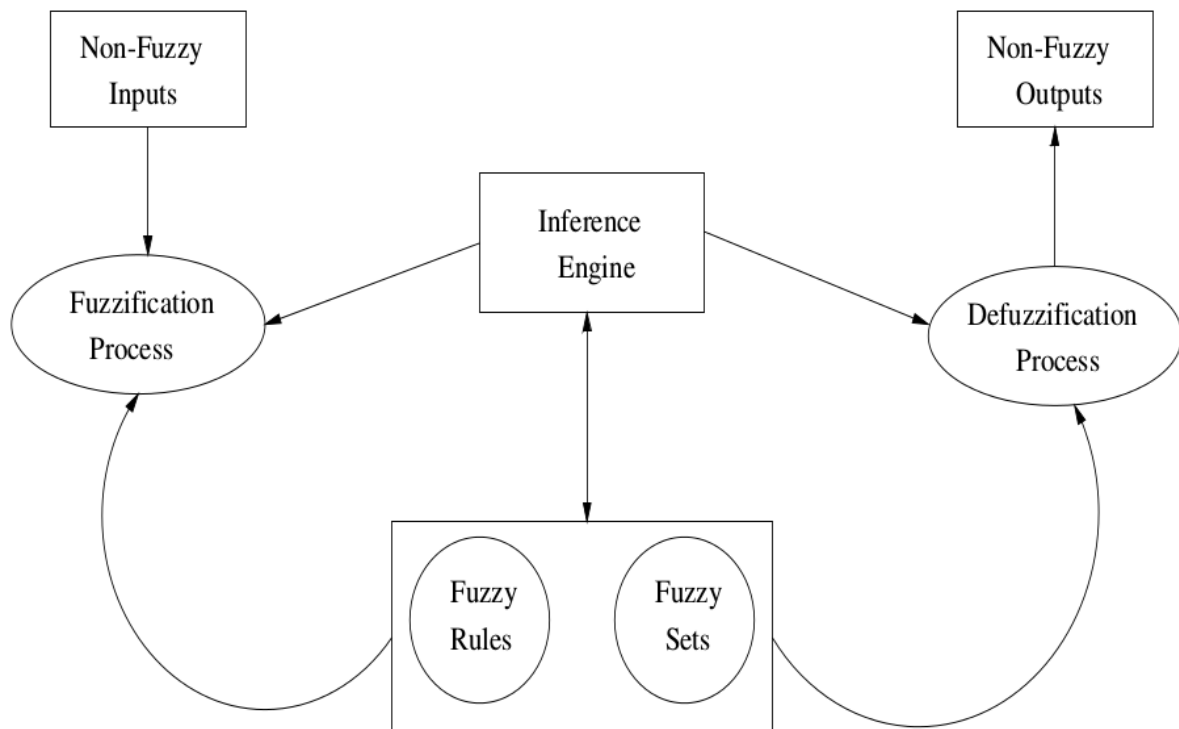 Non-Fuzzy
Inputs
Non-Fuzzy
Outputs
Inference
Engine
Fuzzification
Process
Defuzzification
Process
Fuzzy
Rules
Fuzzy
Sets